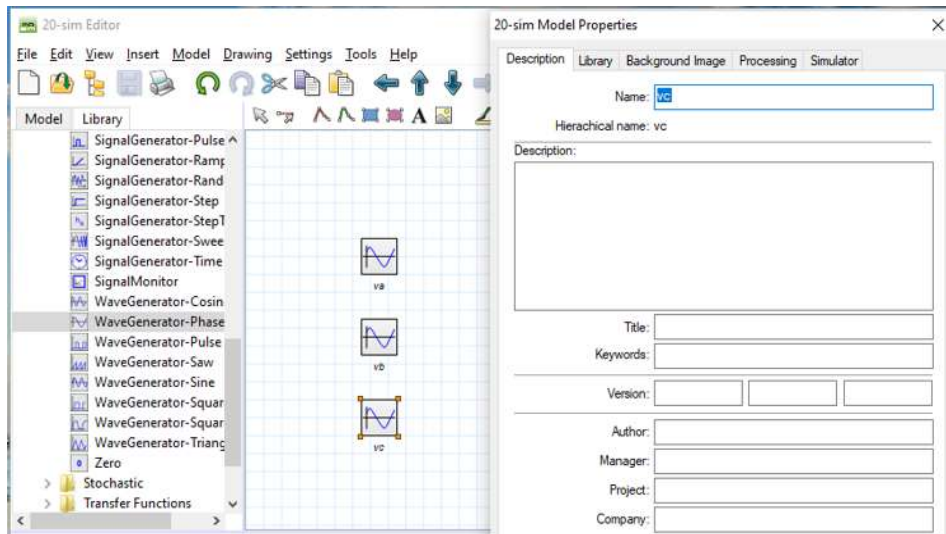 20-sim Editor
File Edit View Insert Model Drawing Settings Tools Help
Model Library
A
SignalGenerator-Pulse
SignalGenerator-Ramp
SignalGenerator-Rand
SignalGenerator-Step
SignalGenerator-StepT
SignalGenerator-Swee
SignalGenerator-Time
SignalMonitor
WaveGenerator-Cosin
WaveGenerator-Phase
WaveGenerator-Pulse
WaveGenerator-Saw
WaveGenerator-Sine
WaveGenerator-Squar
WaveGenerator-Squar
WaveGenerator-Triang
Zero
Stochastic
Transfer Functions
va
vb
vc
20-sim Model Properties
Description Library Background Image Processing Simulator
Name: vc
Hierachical name: vc
Description:
Title:
Keywords:
Version:
Author:
Manager:
Project:
Company: